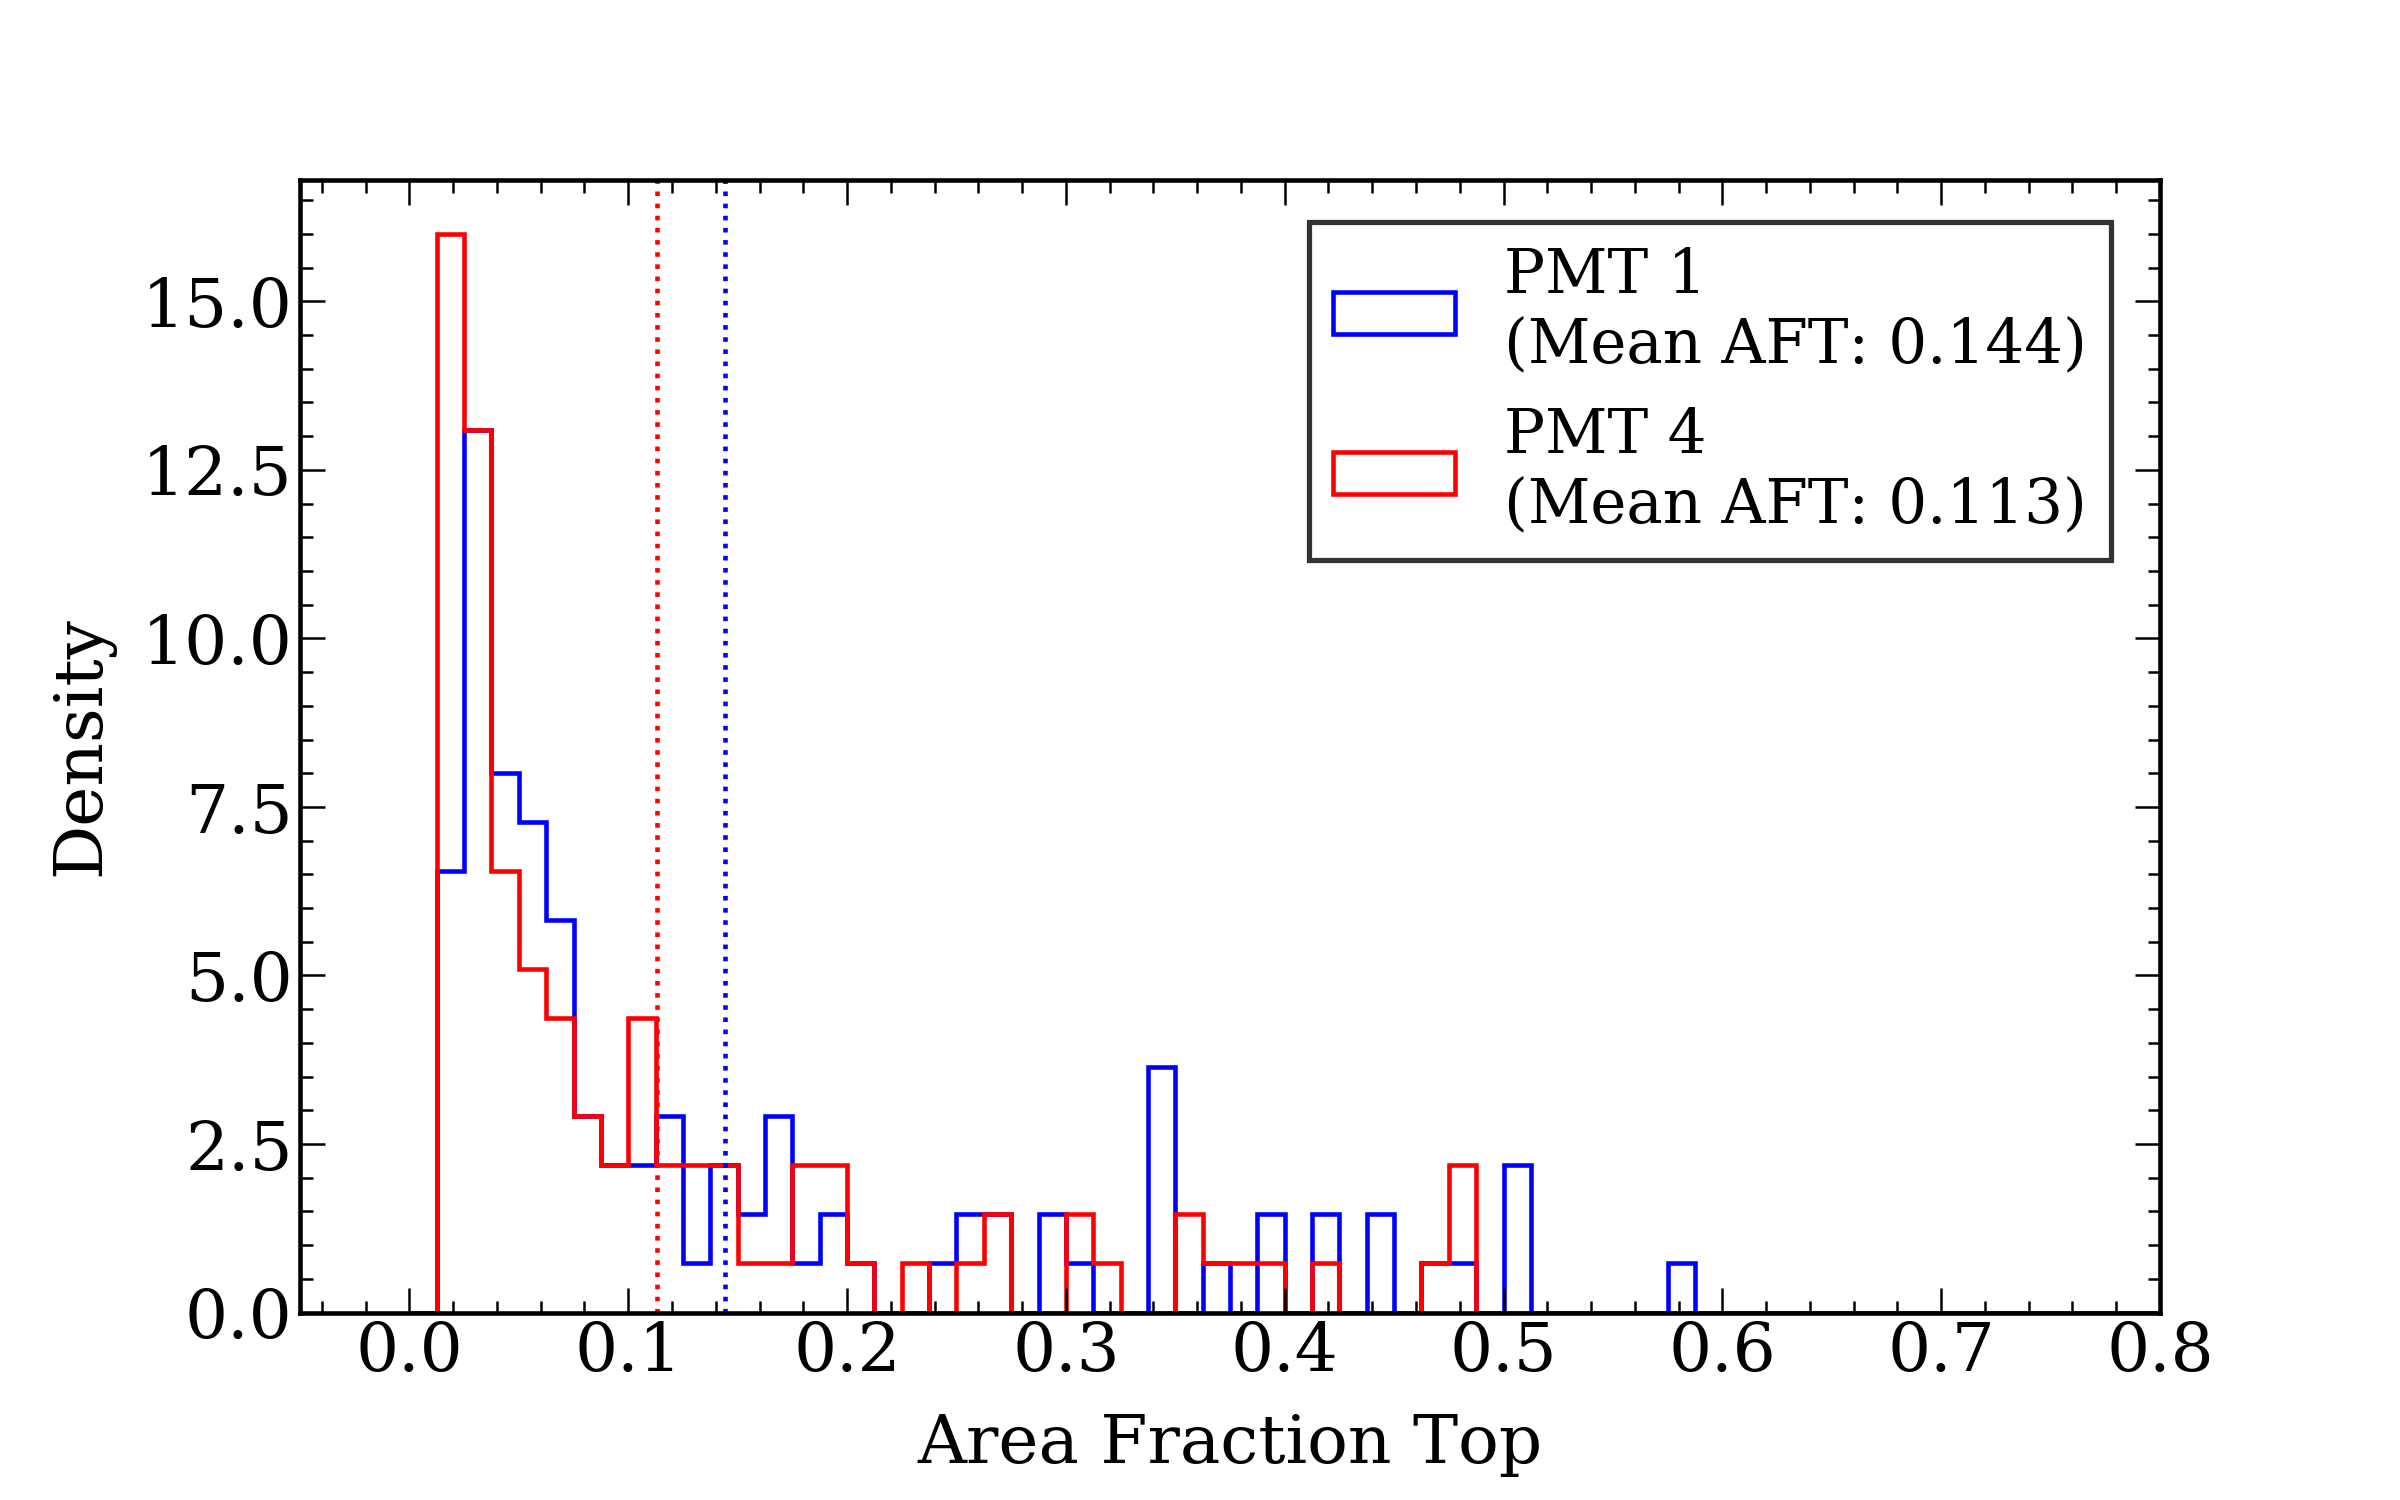 PMT 1
(Mean AFT: 0.144)
PMT 4
(Mean AFT: 0.113)
Density
15.0
12.5
10.0
7.5
5.0
2.5
0.0
0.0 0.1 0.2 0.3 0.4 0.5 0.6 0.7 0.8
Area Fraction Top